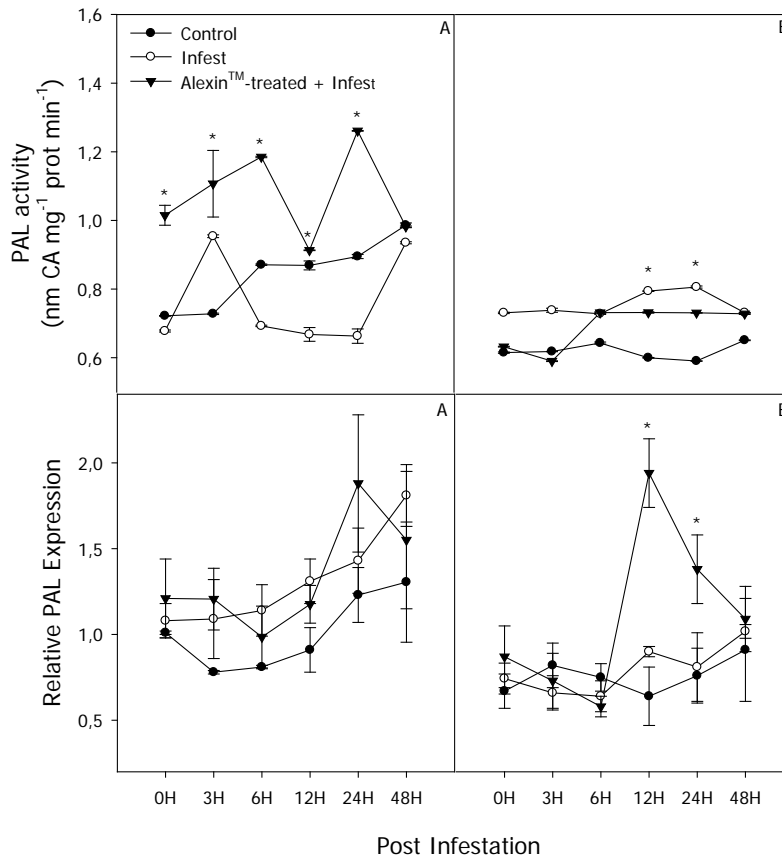 1,6
1,4
1,2
1,0
0,8
0,6
PAL activity
(nm CA mg-1 prot min-1)
Control
Infest
AlexinTM-treated + Infest
A
*
*
*
*
*
*
*
2,0
1,5
1,0
0,5
Relative PAL Expression
A
*
*
0H 3H 6H 12H 24H 48H
0H 3H 6H 12H 24H 48H
Post Infestation